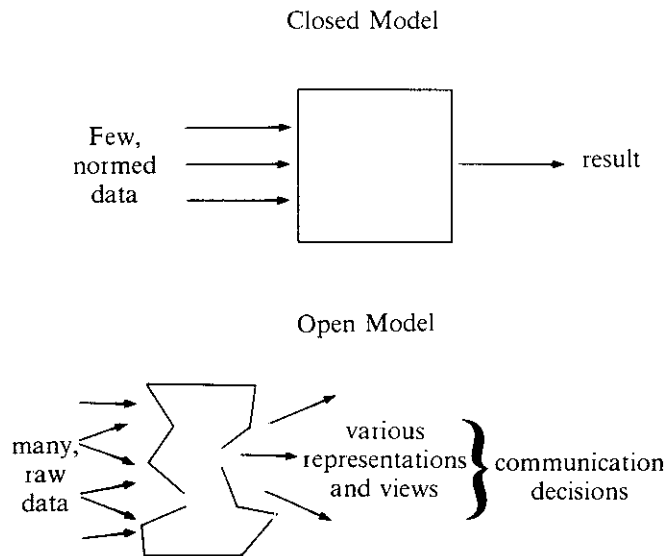 Closed Model
Few,
normed
data
result
Open Model
many,
raw
data
various
representations
and views
communication
decisions